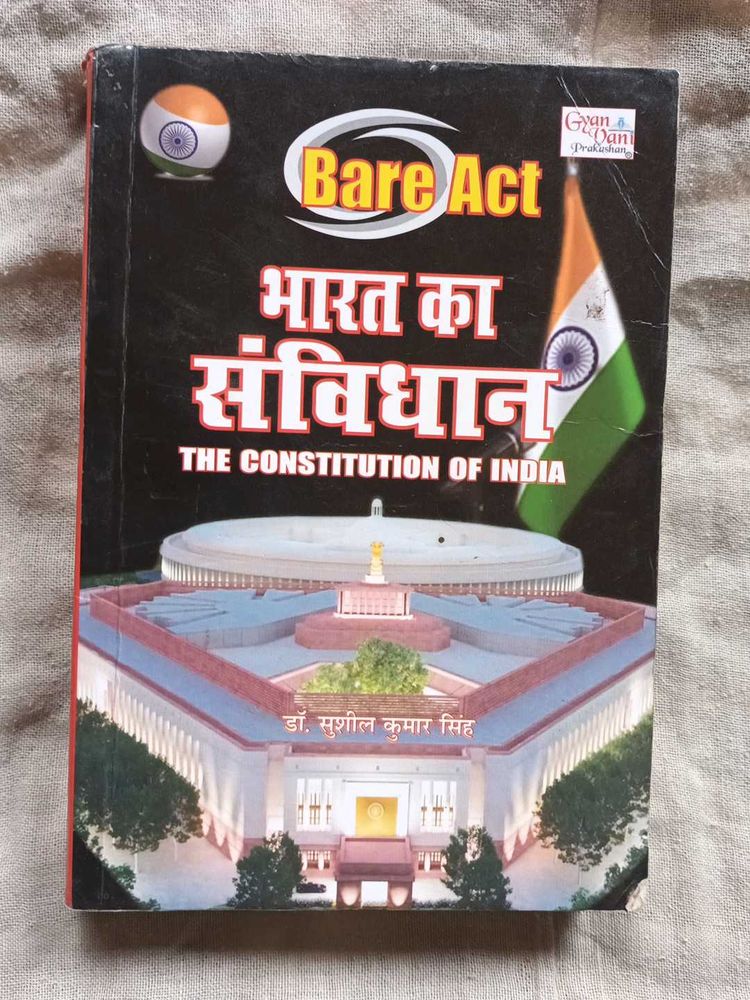 Gyan
Vani
Prakashan
Bare Act
भारत का
संविधान
THE CONSTITUTION OF INDIA
डॉ. सुशील कुमार सिंह